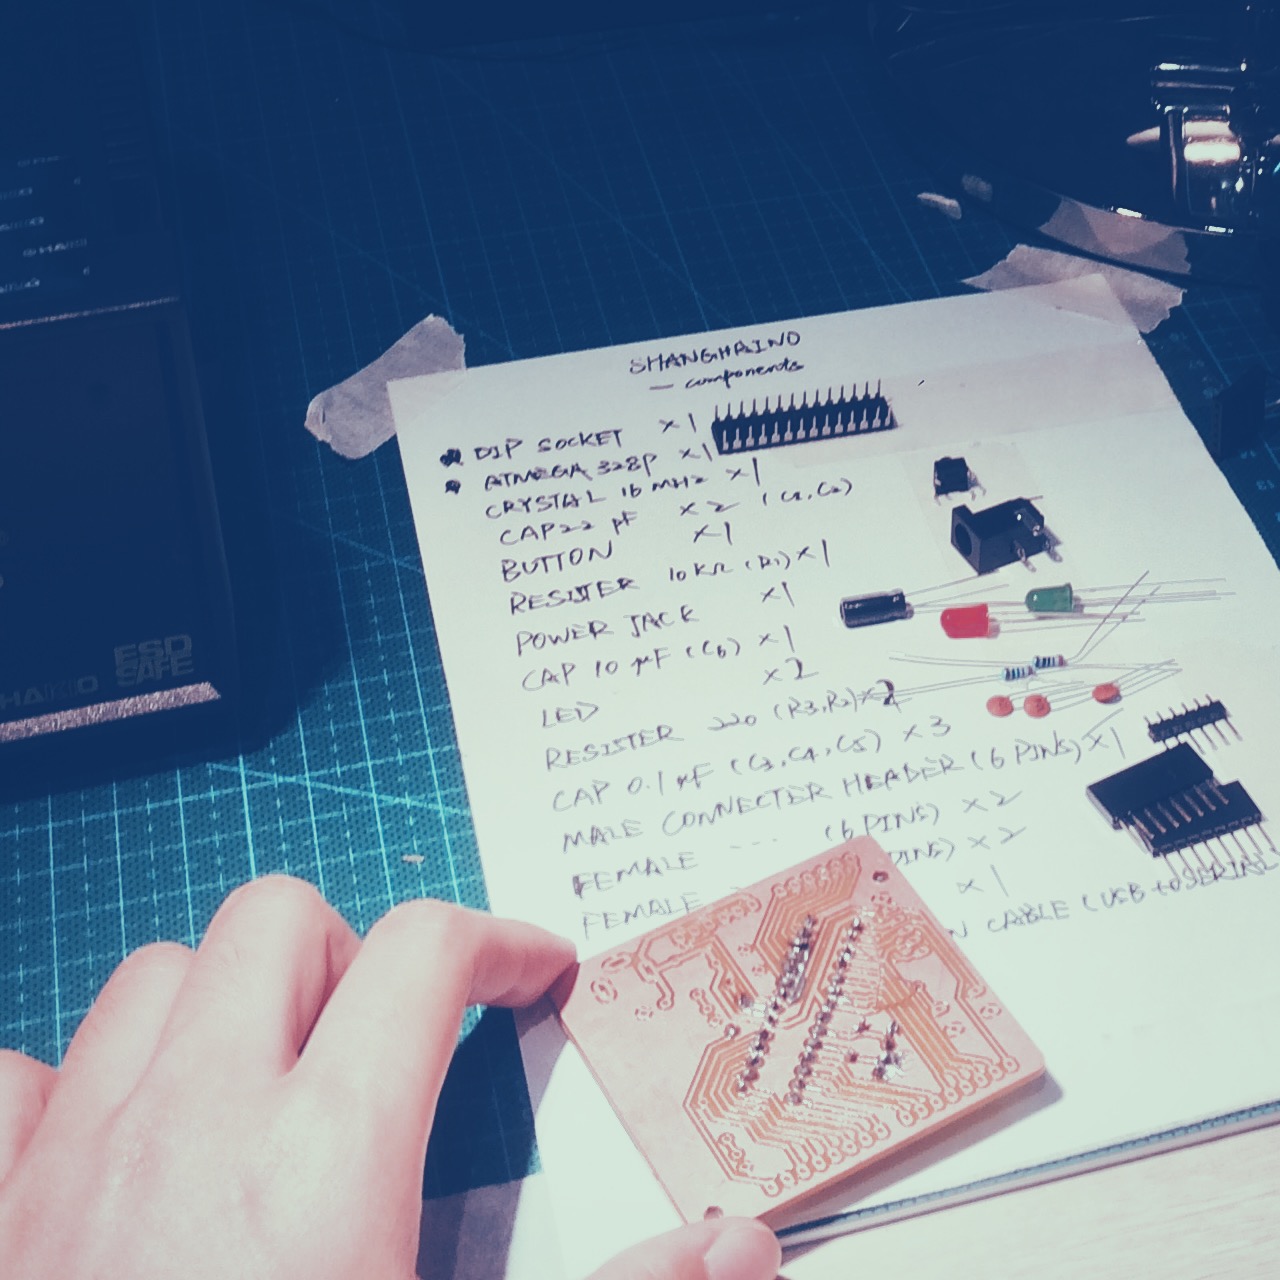 SHANGHAINO
— components
DIP SOCKET ×1
ATMEGA 328P ×1
CRYSTAL 16 MHz ×1
CAP 22 pF ×2 (C1, C2)
BUTTON ×1
RESISTER 10KΩ (R1) ×1
POWER JACK ×1
CAP 10 μF (C6) ×1
LED ×2
RESISTER 220 (R3, R2) ×2
CAP 0.1 μF (C3, C4, C5) ×3
MALE CONNECTER HEADER (6 PINS) ×1
FEMALE --- (6 PINS) ×2
FEMALE PINS) ×2
×1
N CABLE (USB to SERIAL
ESD
SAFE
HAKKO